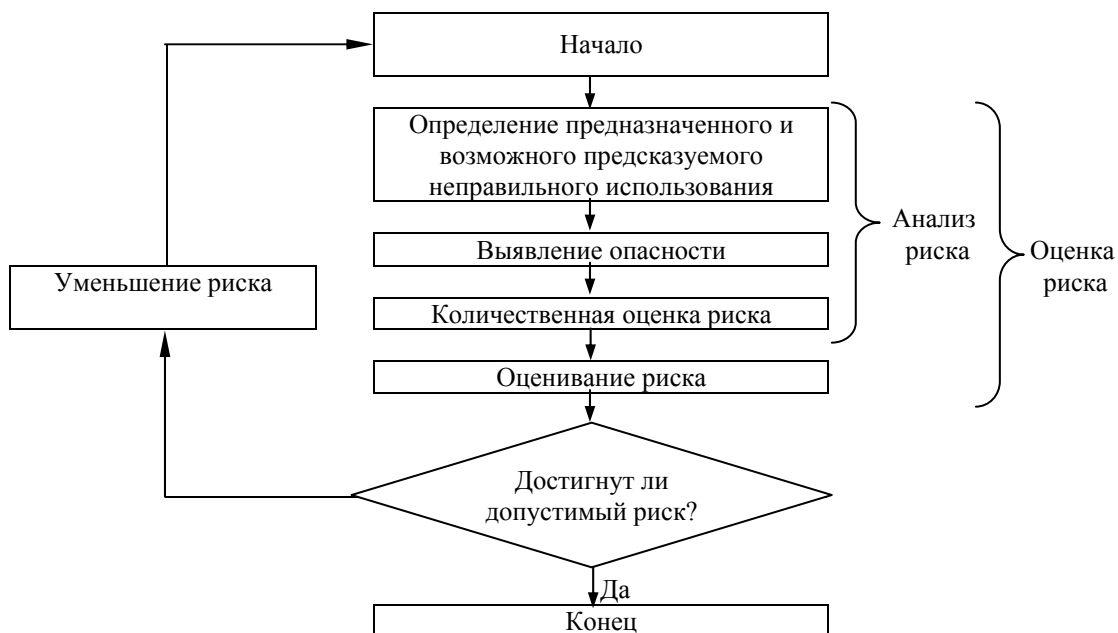 Начало
Определение предназначенного и
возможного предсказуемого
неправильного использования
Выявление опасности
Количественная оценка риска
Оценивание риска
Анализ
риска
Оценка
риска
Уменьшение риска
Достигнут ли
допустимый риск?
Да
Конец